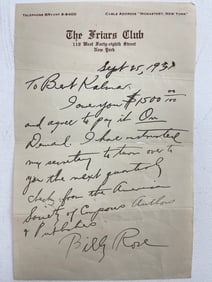 TELEPHONE BRYANT 9-8400
CABLE ADDRESS "MONASTERY, NEW YORK"
The Friars Club
110 West Forty-eighth Street
New York
Sept 25, 193
To Bert Kalmar
I owe you $1500 00/00
and agree to pay it On
Demand. I have instructed
my secretary to turn over to
you the next quarterly
check from the American
Society of Composers Authors
& Publishers
Billy Rose